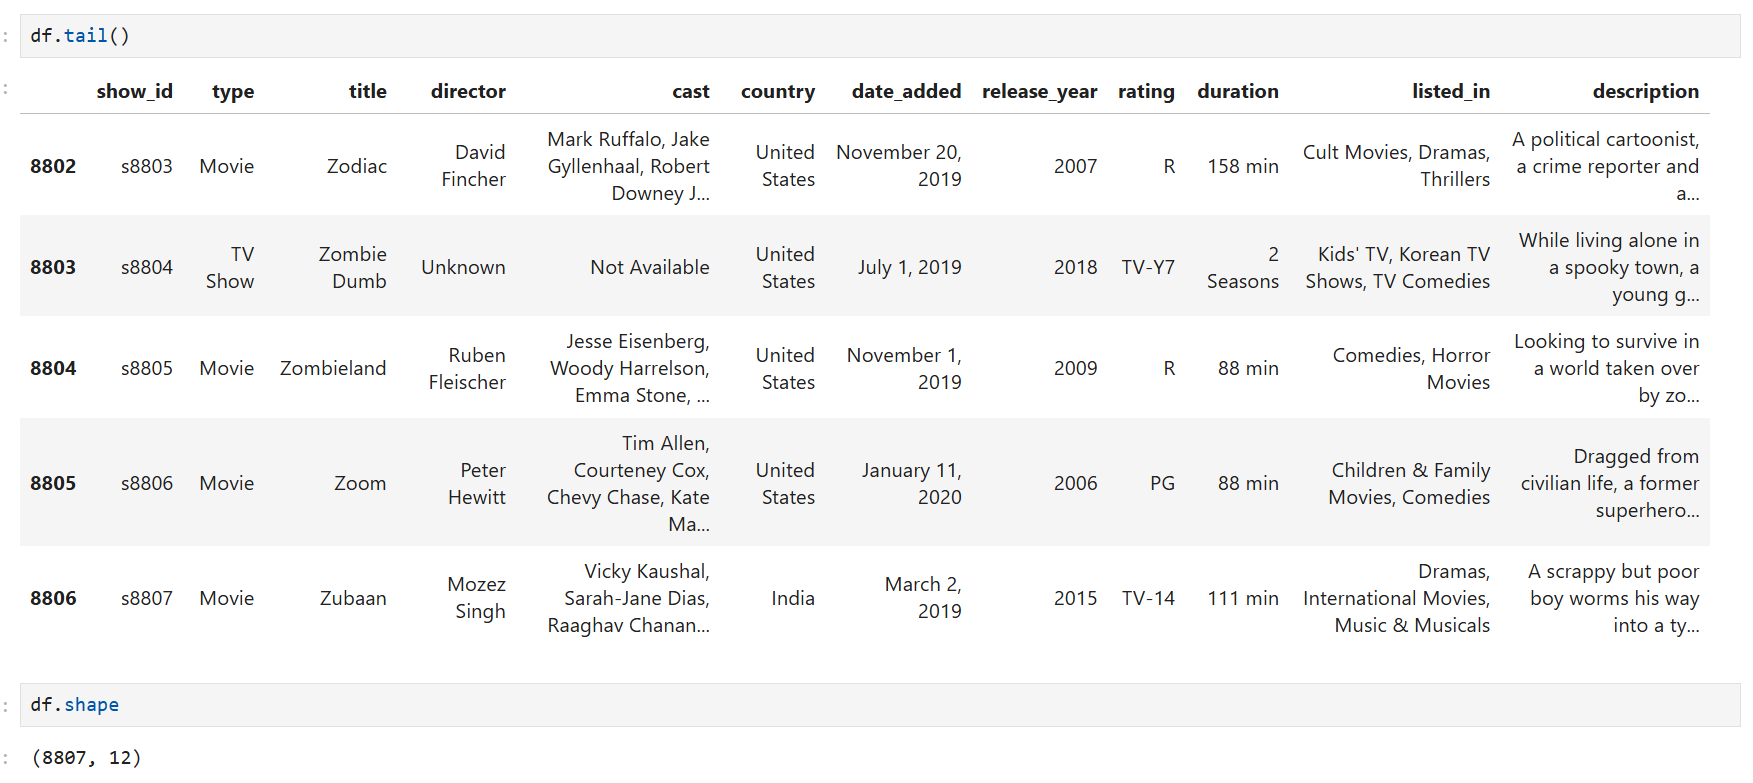 df.tail()
show_id type title director cast country date_added release_year rating duration listed_in description
8802 s8803 Movie Zodiac David Fincher Mark Ruffalo, Jake Gyllenhaal, Robert Downey J... United States November 20, 2019 2007 R 158 min Cult Movies, Dramas, Thrillers A political cartoonist, a crime reporter and a...
8803 s8804 TV Show Zombie Dumb Unknown Not Available United States July 1, 2019 2018 TV-Y7 2 Seasons Kids' TV, Korean TV Shows, TV Comedies While living alone in a spooky town, a young g...
8804 s8805 Movie Zombieland Ruben Fleischer Jesse Eisenberg, Woody Harrelson, Emma Stone, ... United States November 1, 2019 2009 R 88 min Comedies, Horror Movies Looking to survive in a world taken over by zo...
8805 s8806 Movie Zoom Peter Hewitt Tim Allen, Courteney Cox, Chevy Chase, Kate Ma... United States January 11, 2020 2006 PG 88 min Children & Family Movies, Comedies Dragged from civilian life, a former superhero...
8806 s8807 Movie Zubaan Mozez Singh Vicky Kaushal, Sarah-Jane Dias, Raaghav Chanan... India March 2, 2019 2015 TV-14 111 min Dramas, International Movies, Music & Musicals A scrappy but poor boy worms his way into a ty...
df.shape
(8807, 12)